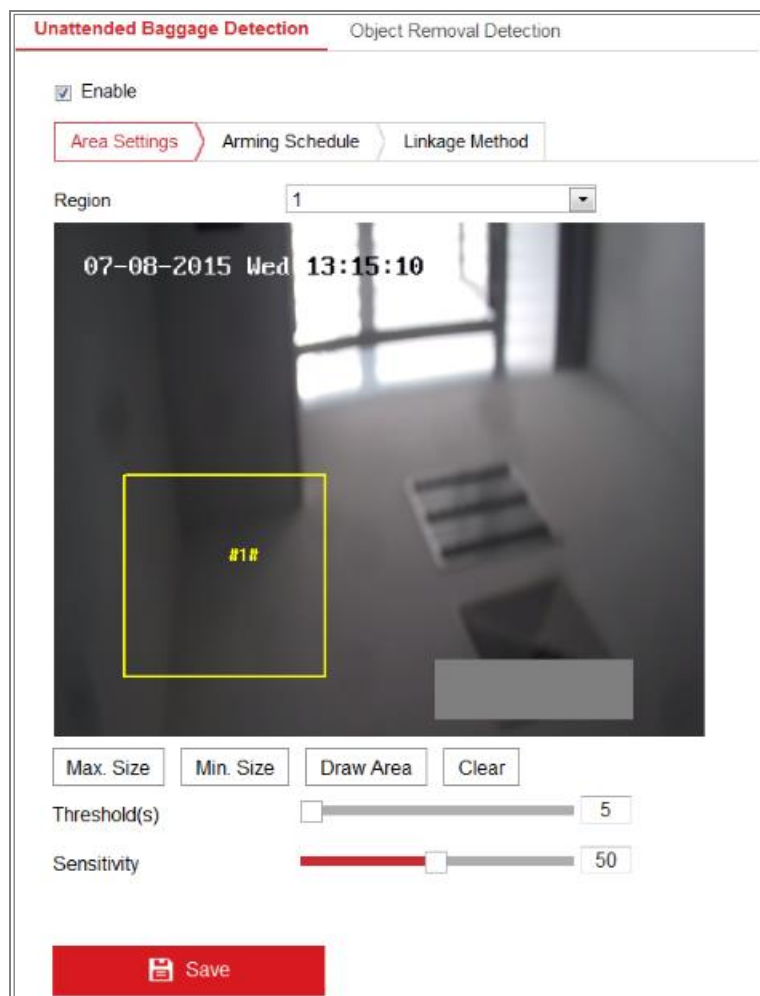 Unattended Baggage Detection Object Removal Detection
Enable
Area Settings Arming Schedule Linkage Method
Region 1
07-08-2015 Wed 13:15:10
#1#
Max. Size Min. Size Draw Area Clear
Threshold(s) 5
Sensitivity 50
Save